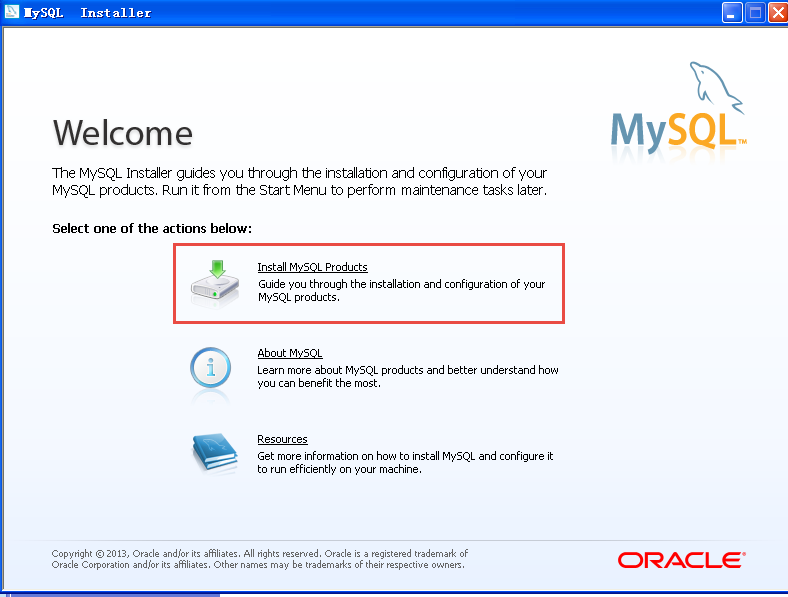 MySQL Installer
MySQL™
Welcome
The MySQL Installer guides you through the installation and configuration of your
MySQL products. Run it from the Start Menu to perform maintenance tasks later.
Select one of the actions below:
Install MySQL Products
Guide you through the installation and configuration of your
MySQL products.
About MySQL
Learn more about MySQL products and better understand how
you can benefit the most.
Resources
Get more information on how to install MySQL and configure it
to run efficiently on your machine.
Copyright © 2013, Oracle and/or its affiliates. All rights reserved. Oracle is a registered trademark of
Oracle Corporation and/or its affiliates. Other names may be trademarks of their respective owners.
ORACLE®